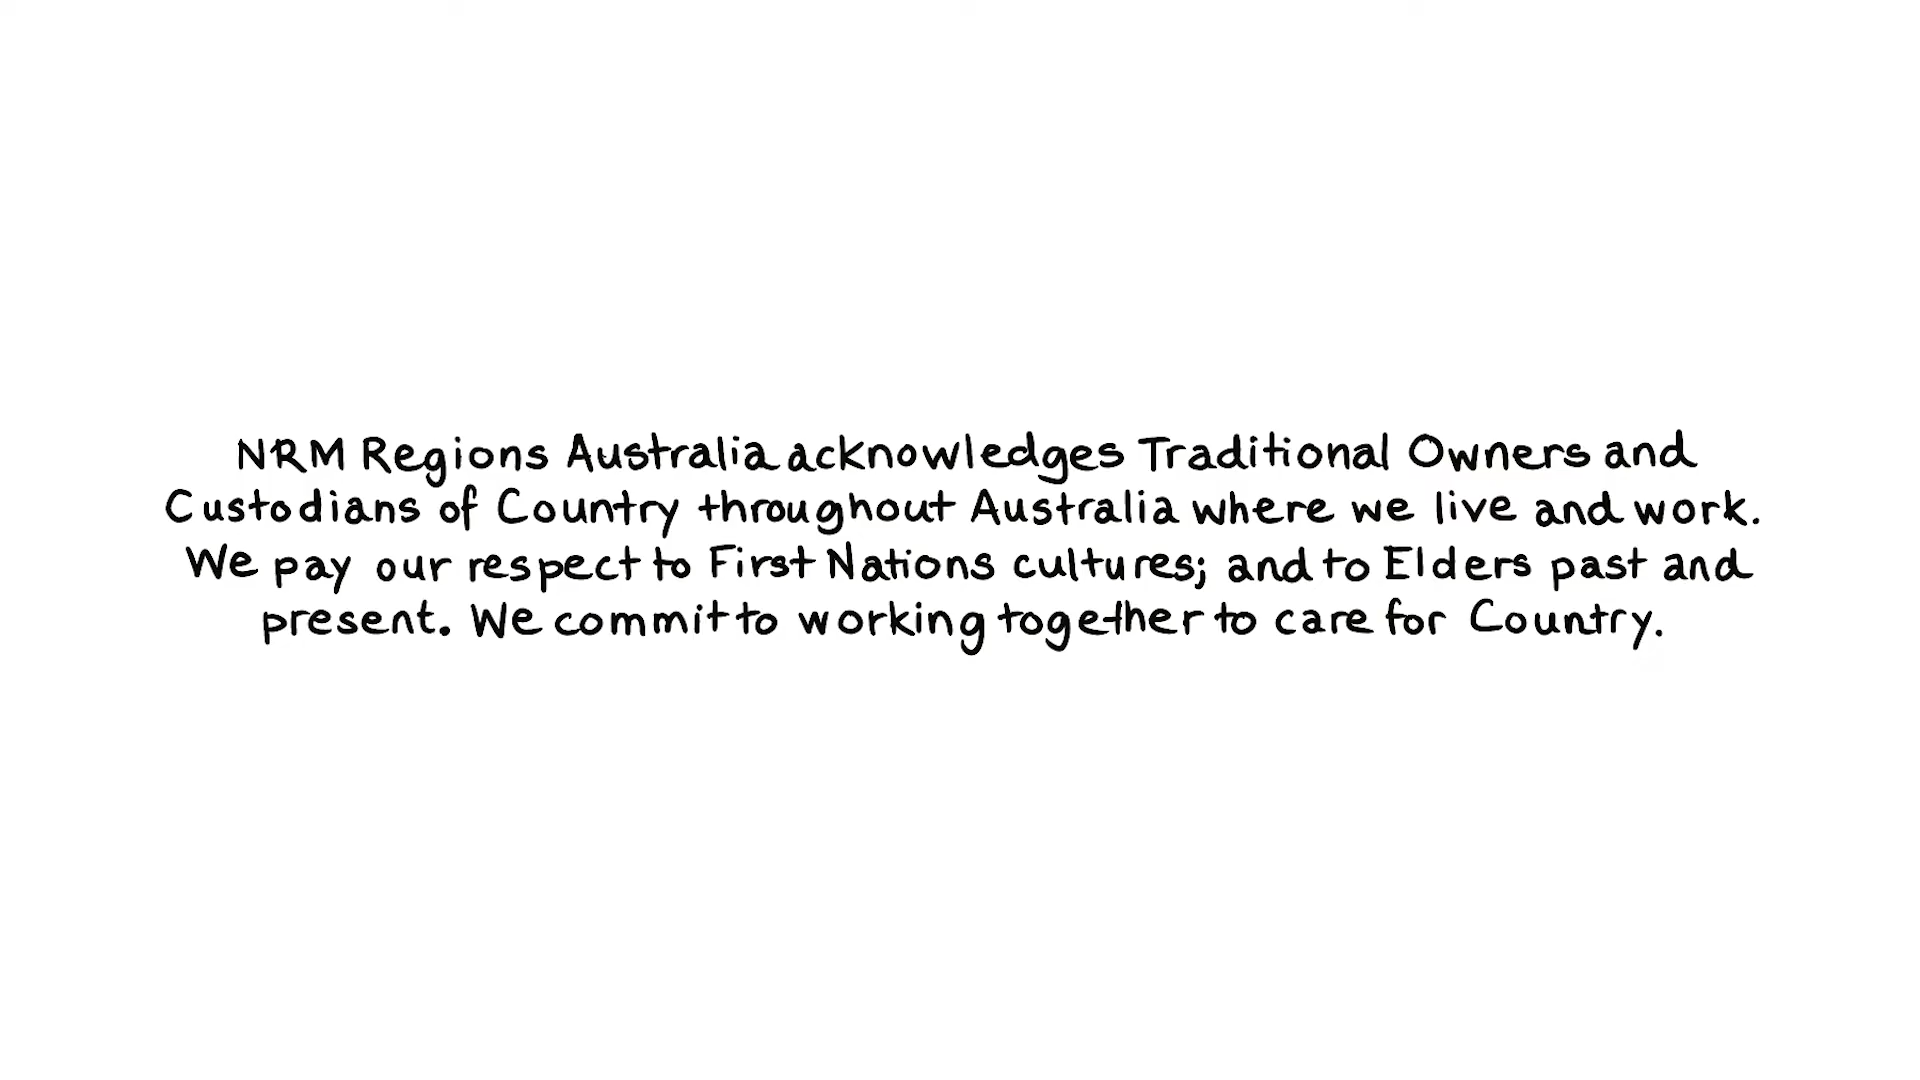 NRM Regions Australia acknowledges Traditional Owners and
Custodians of Country throughout Australia where we live and work.
We pay our respect to First Nations cultures; and to Elders past and
present. We commit to working together to care for Country.